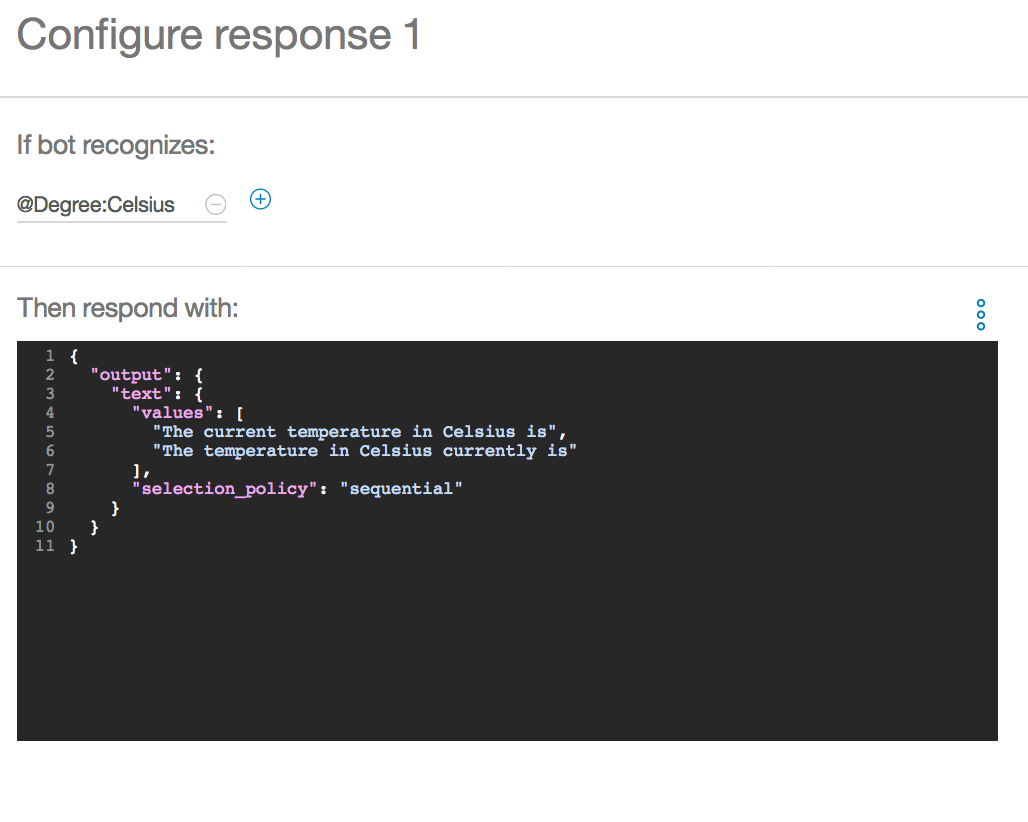 Configure response 1
If bot recognizes:
@Degree:Celsius
Then respond with:
1 {
2 "output": {
3 "text": {
4 "values": [
5 "The current temperature in Celsius is",
6 "The temperature in Celsius currently is"
7 ],
8 "selection_policy": "sequential"
9 }
10 }
11 }